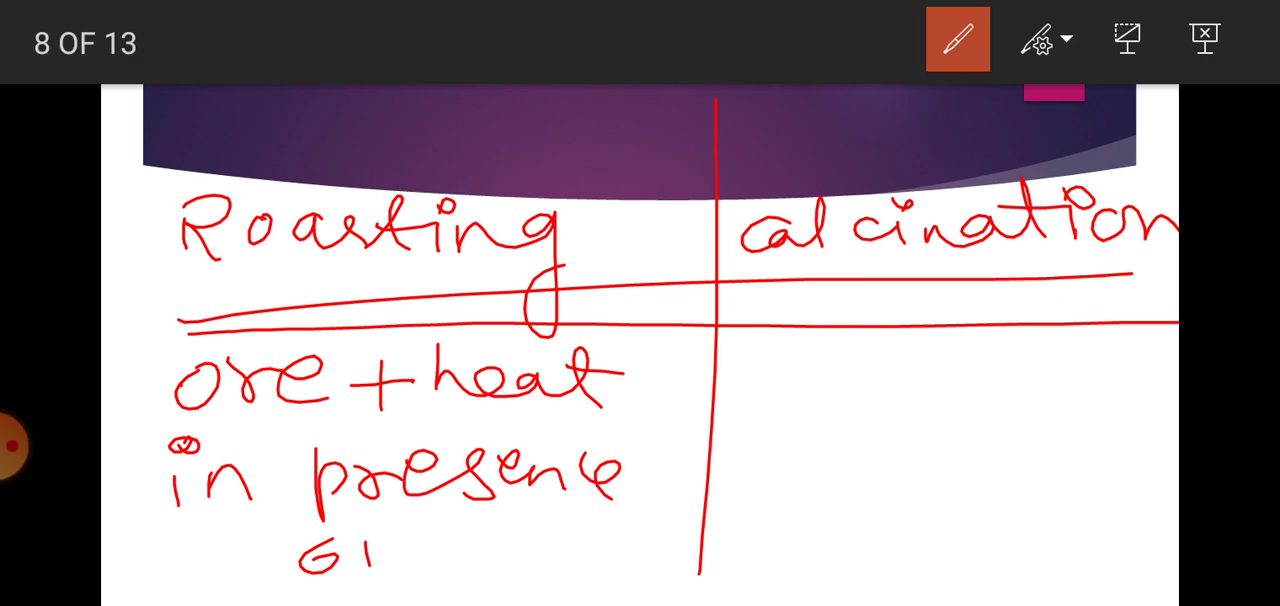 8 OF 13
Roasting
calcination
ore + heat
in presence